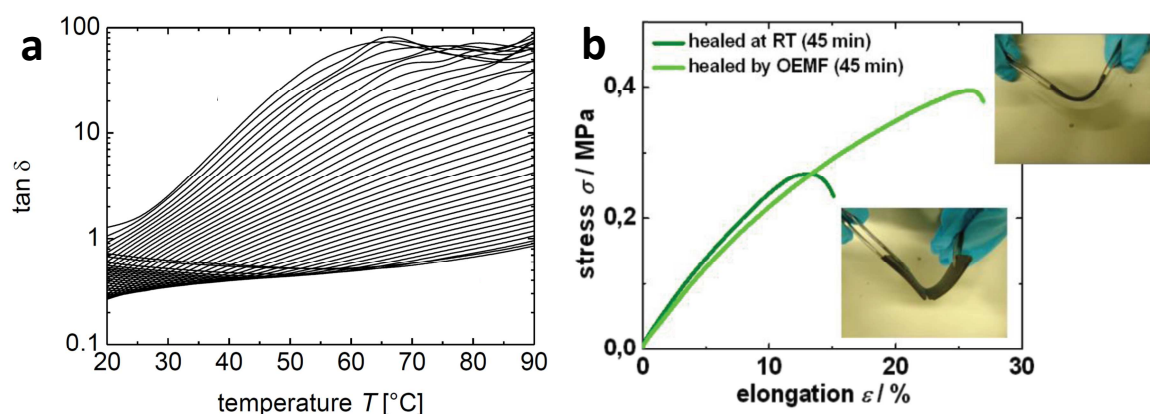 a
100
10
1
0.1
tan δ
20 30 40 50 60 70 80 90
temperature T [°C]
b
healed at RT (45 min)
healed by OEMF (45 min)
0,4
0,2
0,0
stress σ / MPa
0 10 20 30
elongation ε / %